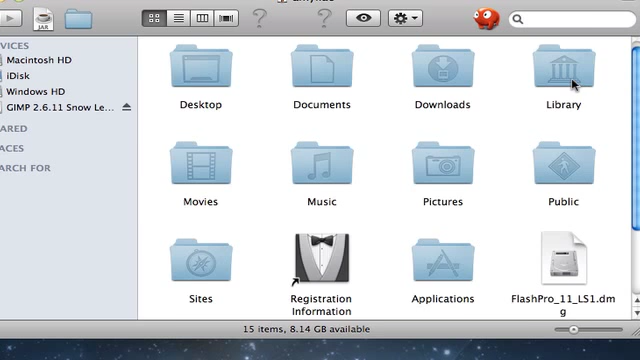 JAR
VICES
Macintosh HD
iDisk
Windows HD
GIMP 2.6.11 Snow Le...
ARED
ACES
ARCH FOR
Desktop
Documents
Downloads
Library
Movies
Music
Pictures
Public
Sites
Registration
Information
Applications
FlashPro_11_LS1.dm
g
15 items, 8.14 GB available